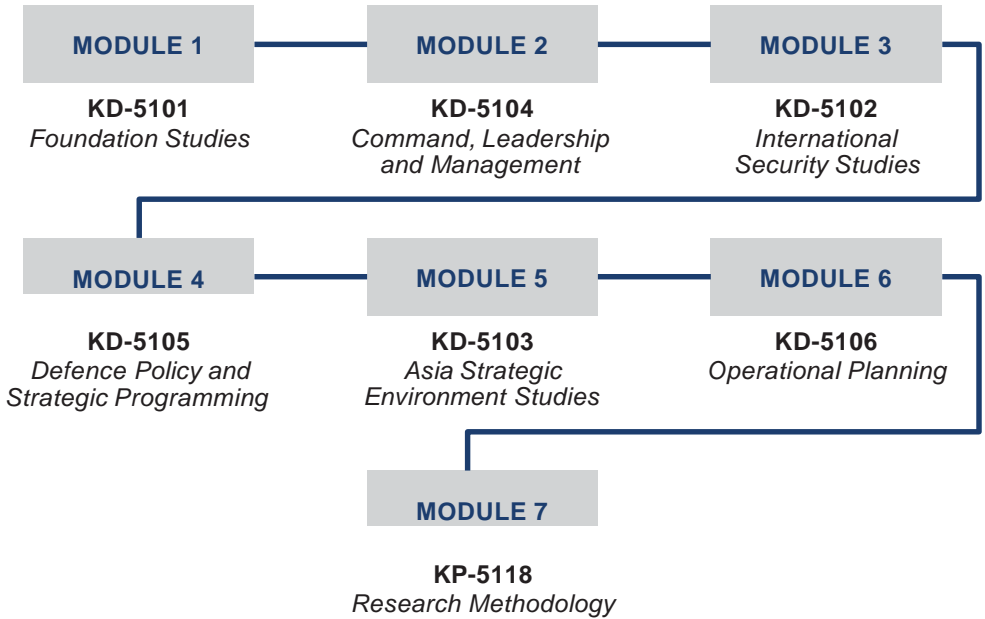 MODULE 1
MODULE 2
MODULE 3
KD-5101
Foundation Studies
KD-5104
Command, Leadership
and Management
KD-5102
International
Security Studies
MODULE 4
MODULE 5
MODULE 6
KD-5105
Defence Policy and
Strategic Programming
KD-5103
Asia Strategic
Environment Studies
KD-5106
Operational Planning
MODULE 7
KP-5118
Research Methodology